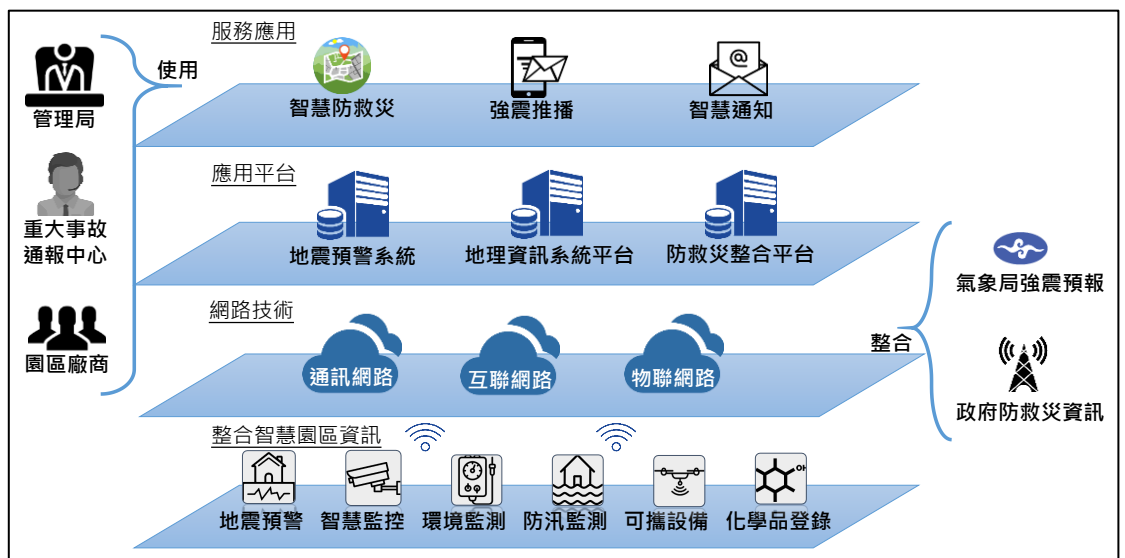 服務應用
使用
管理局
智慧防救災
強震推播
智慧通知
@
重大事故
通報中心
應用平台
地震預警系統
地理資訊系統平台
防救災整合平台
園區廠商
網路技術
通訊網路
互聯網路
物聯網路
整合
氣象局強震預報
政府防救災資訊
整合智慧園區資訊
OH
地震預警
智慧監控
環境監測
防汛監測
可攜設備
化學品登錄